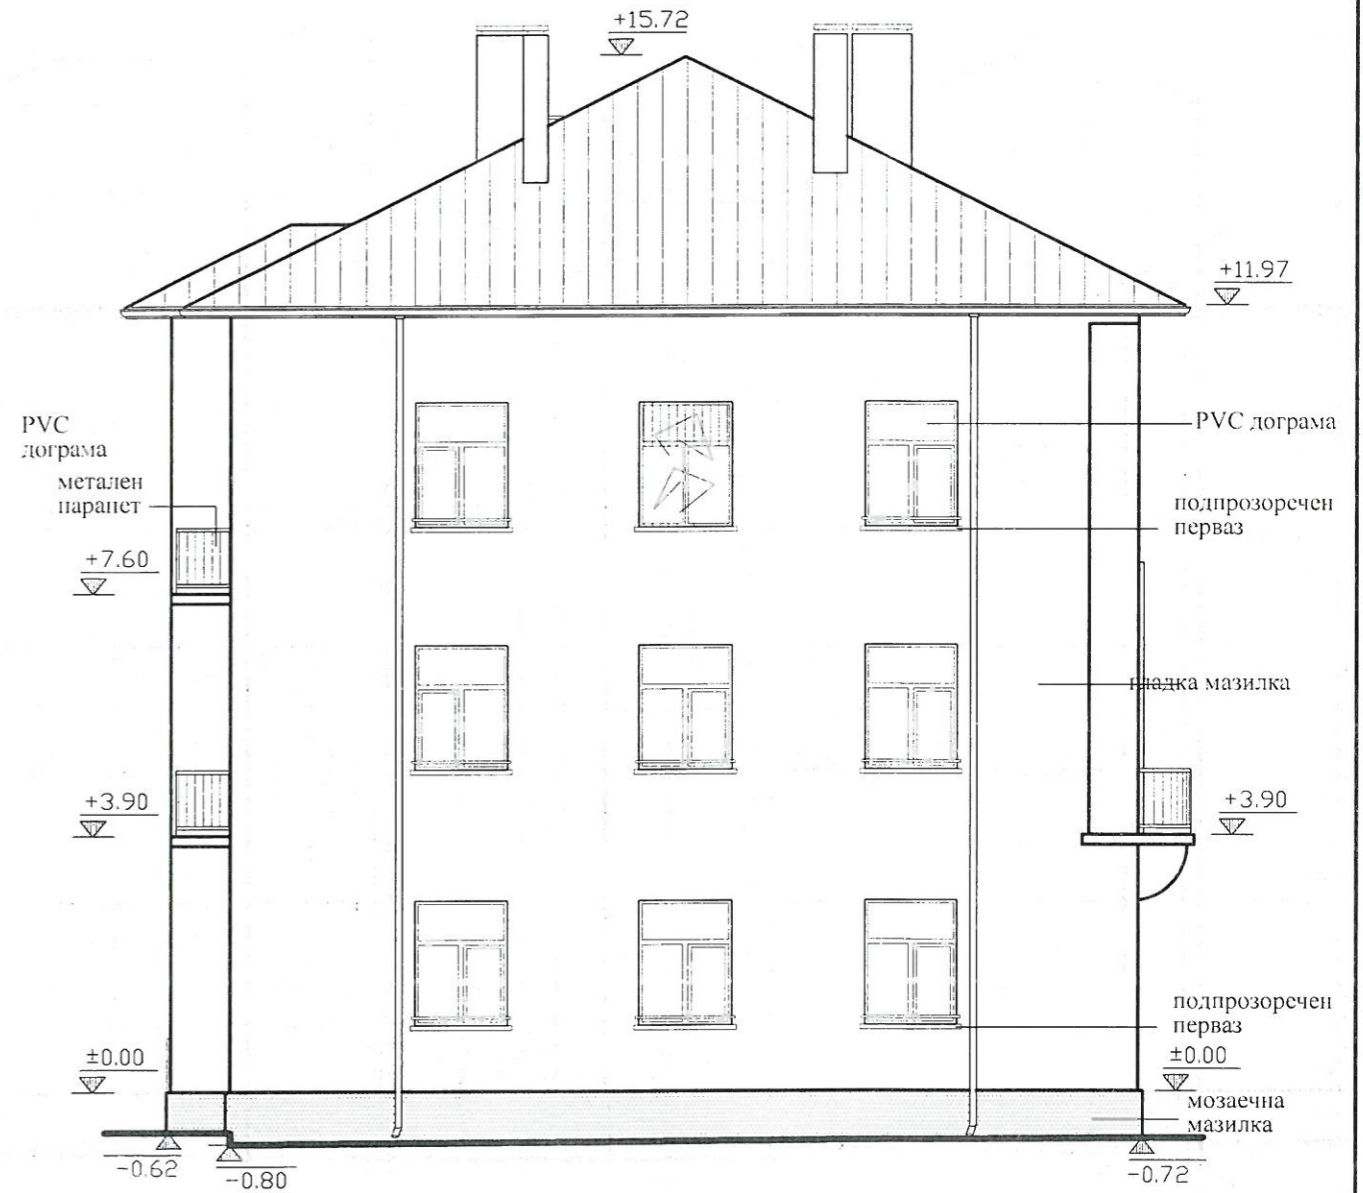 +15.72
+11.97
PVC
дограма
метален
парапет
PVC дограма
подпрозоречен
перваз
+7.60
гладка мазилка
+3.90
+3.90
подпрозоречен
перваз
±0.00
±0.00
мозаечна
мазилка
-0.62
-0.80
-0.72